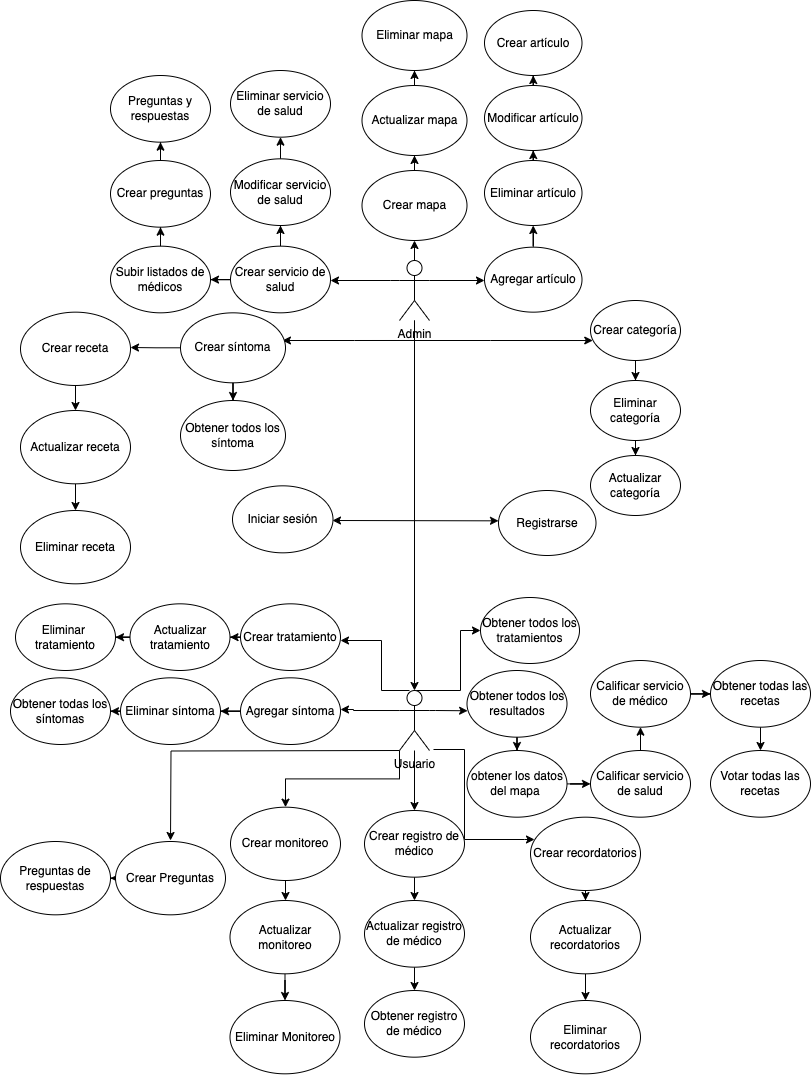 Eliminar mapa
Crear artículo
Preguntas y
respuestas
Eliminar servicio
de salud
Actualizar mapa
Modificar artículo
Crear preguntas
Modificar servicio
de salud
Crear mapa
Eliminar artículo
Subir listados de
médicos
Crear servicio de
salud
Agregar artículo
Admin
Crear receta
Crear síntoma
Crear categoría
Obtener todos los
síntoma
Eliminar
categoría
Actualizar receta
Actualizar
categoría
Iniciar sesión
Registrarse
Eliminar receta
Eliminar
tratamiento
Actualizar
tratamiento
Crear tratamiento
Obtener todos los
tratamientos
Obtener todas los
síntomas
Eliminar síntoma
Agregar síntoma
Obtener todos los
resultados
Calificar servicio
de médico
Obtener todas las
recetas
Usuario
obtener los datos
del mapa
Calificar servicio
de salud
Votar todas las
recetas
Preguntas de
respuestas
Crear Preguntas
Crear monitoreo
Crear registro de
médico
Crear recordatorios
Actualizar
monitoreo
Actualizar registro
de médico
Actualizar
recordatorios
Eliminar Monitoreo
Obtener registro
de médico
Eliminar
recordatorios